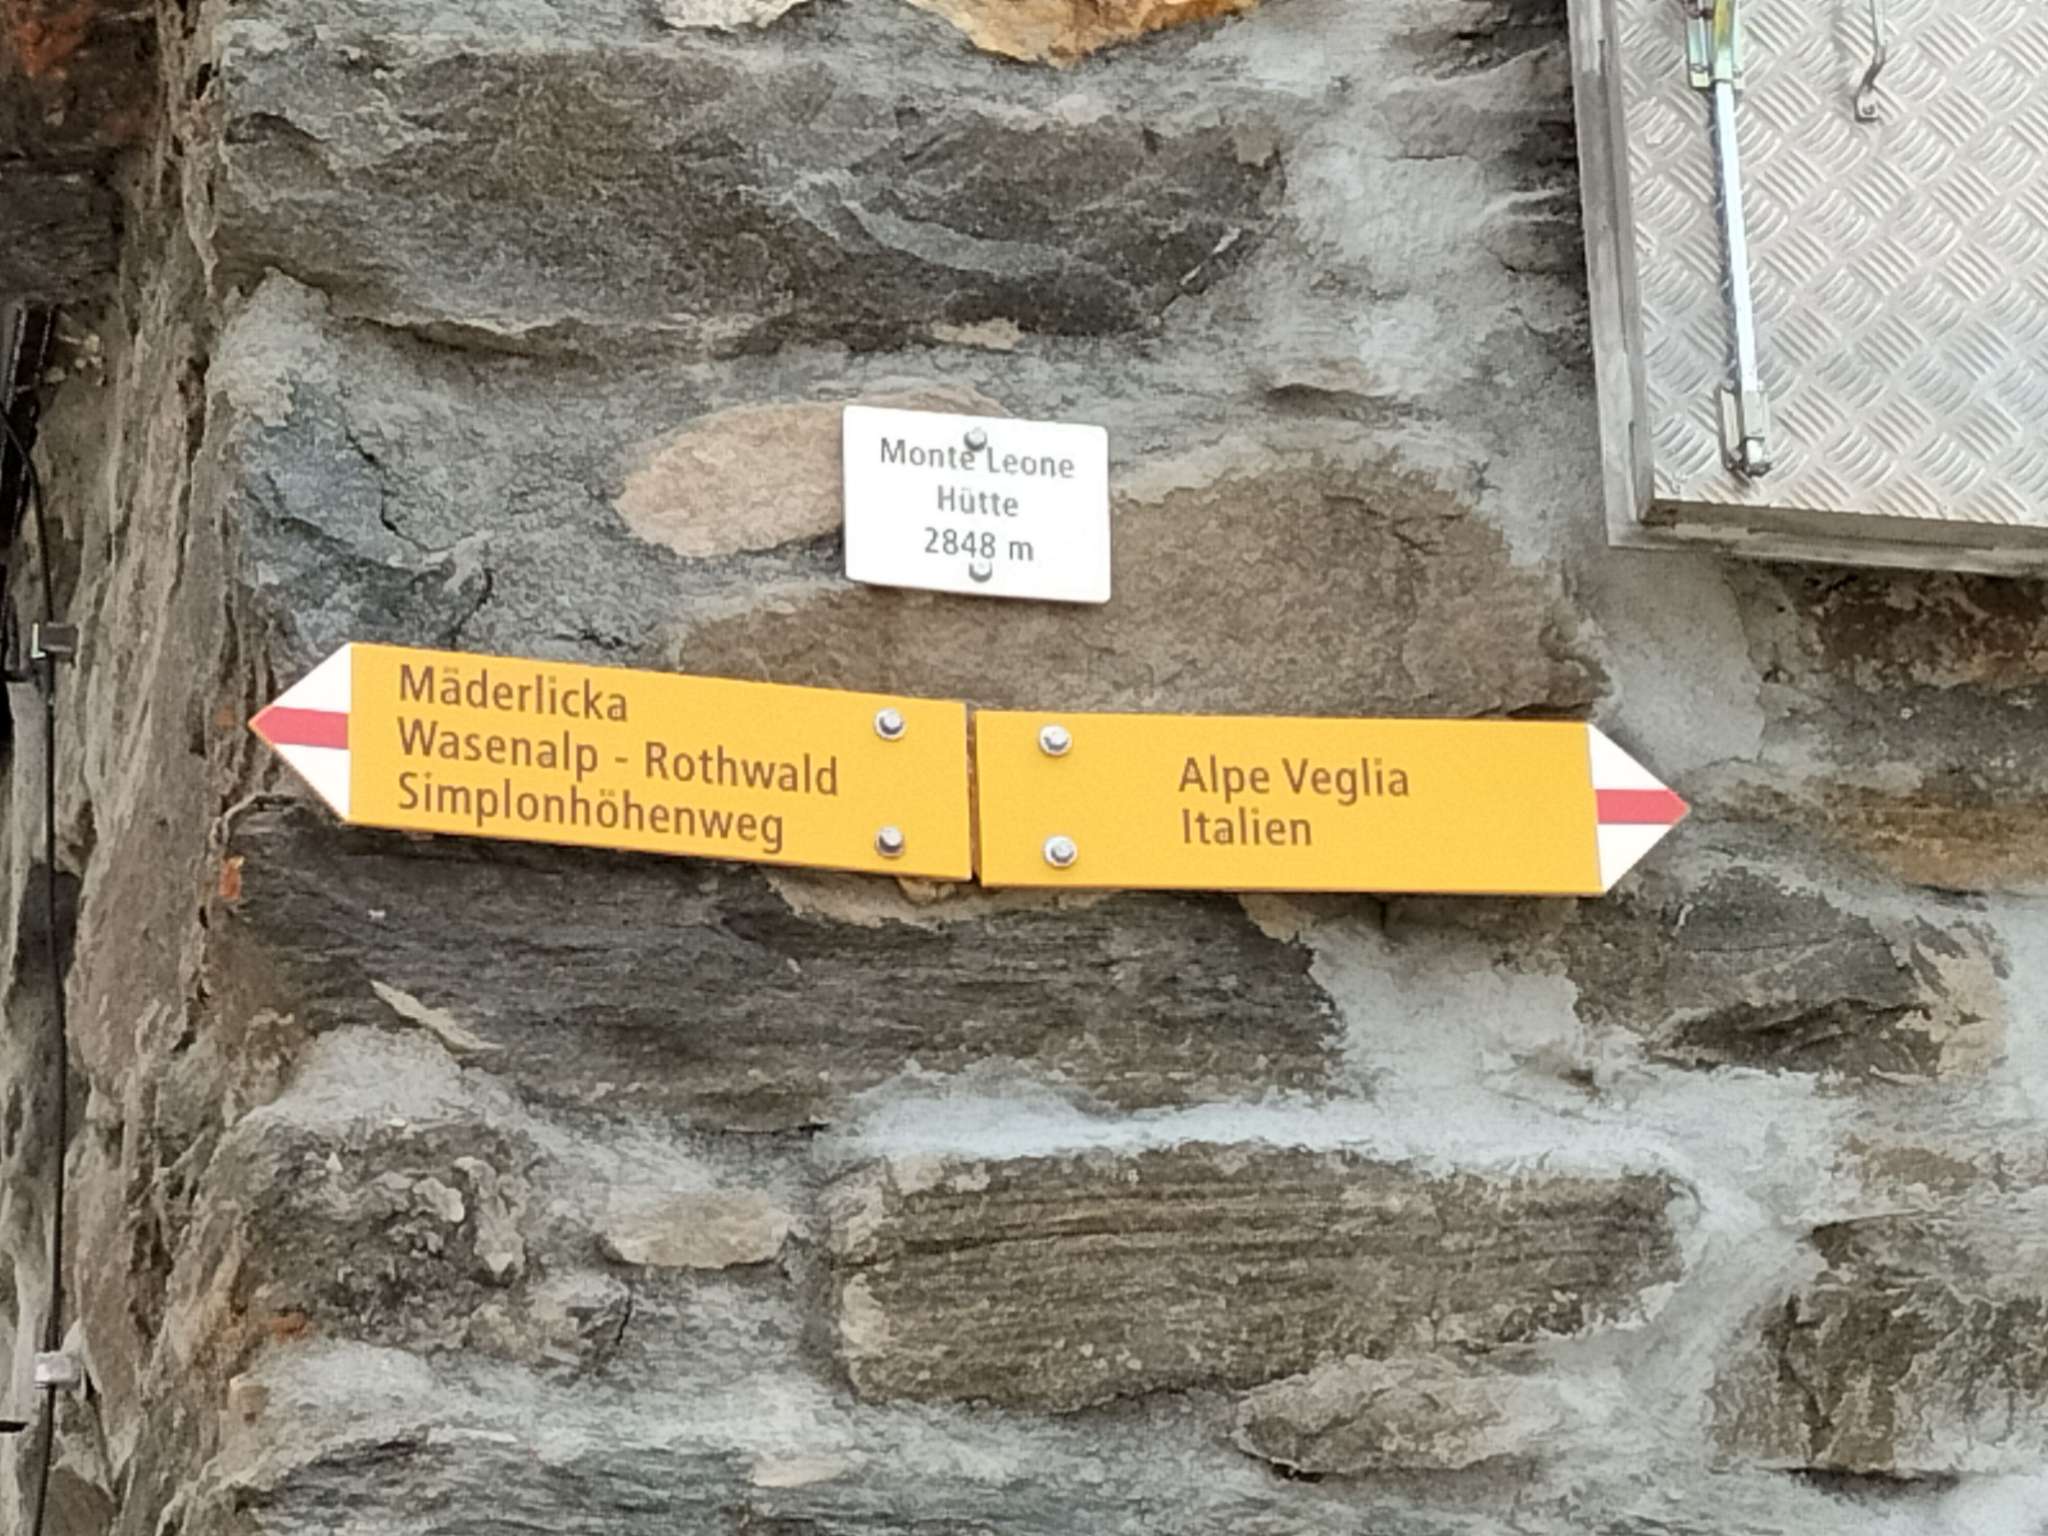 Monte Leone
Hütte
2848 m
Mäderlicka
Wasenalp - Rothwald
Simplonhöhenweg
Alpe Veglia
Italien